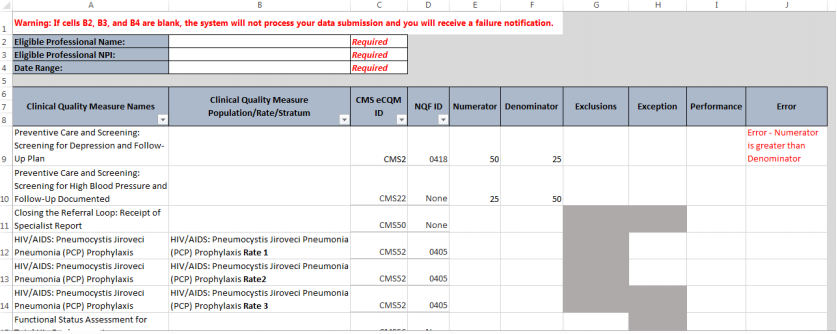 A B C D E F G H I J
1 Warning: If cells B2, B3, and B4 are blank, the system will not process your data submission and you will receive a failure notification.
2 Eligible Professional Name: Required
3 Eligible Professional NPI: Required
4 Date Range: Required
5
6
7
8
Clinical Quality Measure Names
Clinical Quality Measure
Population/Rate/Stratum
CMS eCQM
ID
NQF ID
Numerator
Denominator
Exclusions
Exception
Performance
Error
Preventive Care and Screening:
Screening for Depression and Follow-
9 Up Plan CMS2 0418 50 25
Error - Numerator
is greater than
Denominator
Preventive Care and Screening:
Screening for High Blood Pressure and
10 Follow-Up Documented CMS22 None 25 50
Closing the Referral Loop: Receipt of
11 Specialist Report CMS50 None
HIV/AIDS: Pneumocystis Jiroveci HIV/AIDS: Pneumocystis Jiroveci Pneumonia
12 Pneumonia (PCP) Prophylaxis (PCP) Prophylaxis Rate 1 CMS52 0405
HIV/AIDS: Pneumocystis Jiroveci HIV/AIDS: Pneumocystis Jiroveci Pneumonia
13 Pneumonia (PCP) Prophylaxis (PCP) Prophylaxis Rate2 CMS52 0405
HIV/AIDS: Pneumocystis Jiroveci HIV/AIDS: Pneumocystis Jiroveci Pneumonia
14 Pneumonia (PCP) Prophylaxis (PCP) Prophylaxis Rate 3 CMS52 0405
Functional Status Assessment for